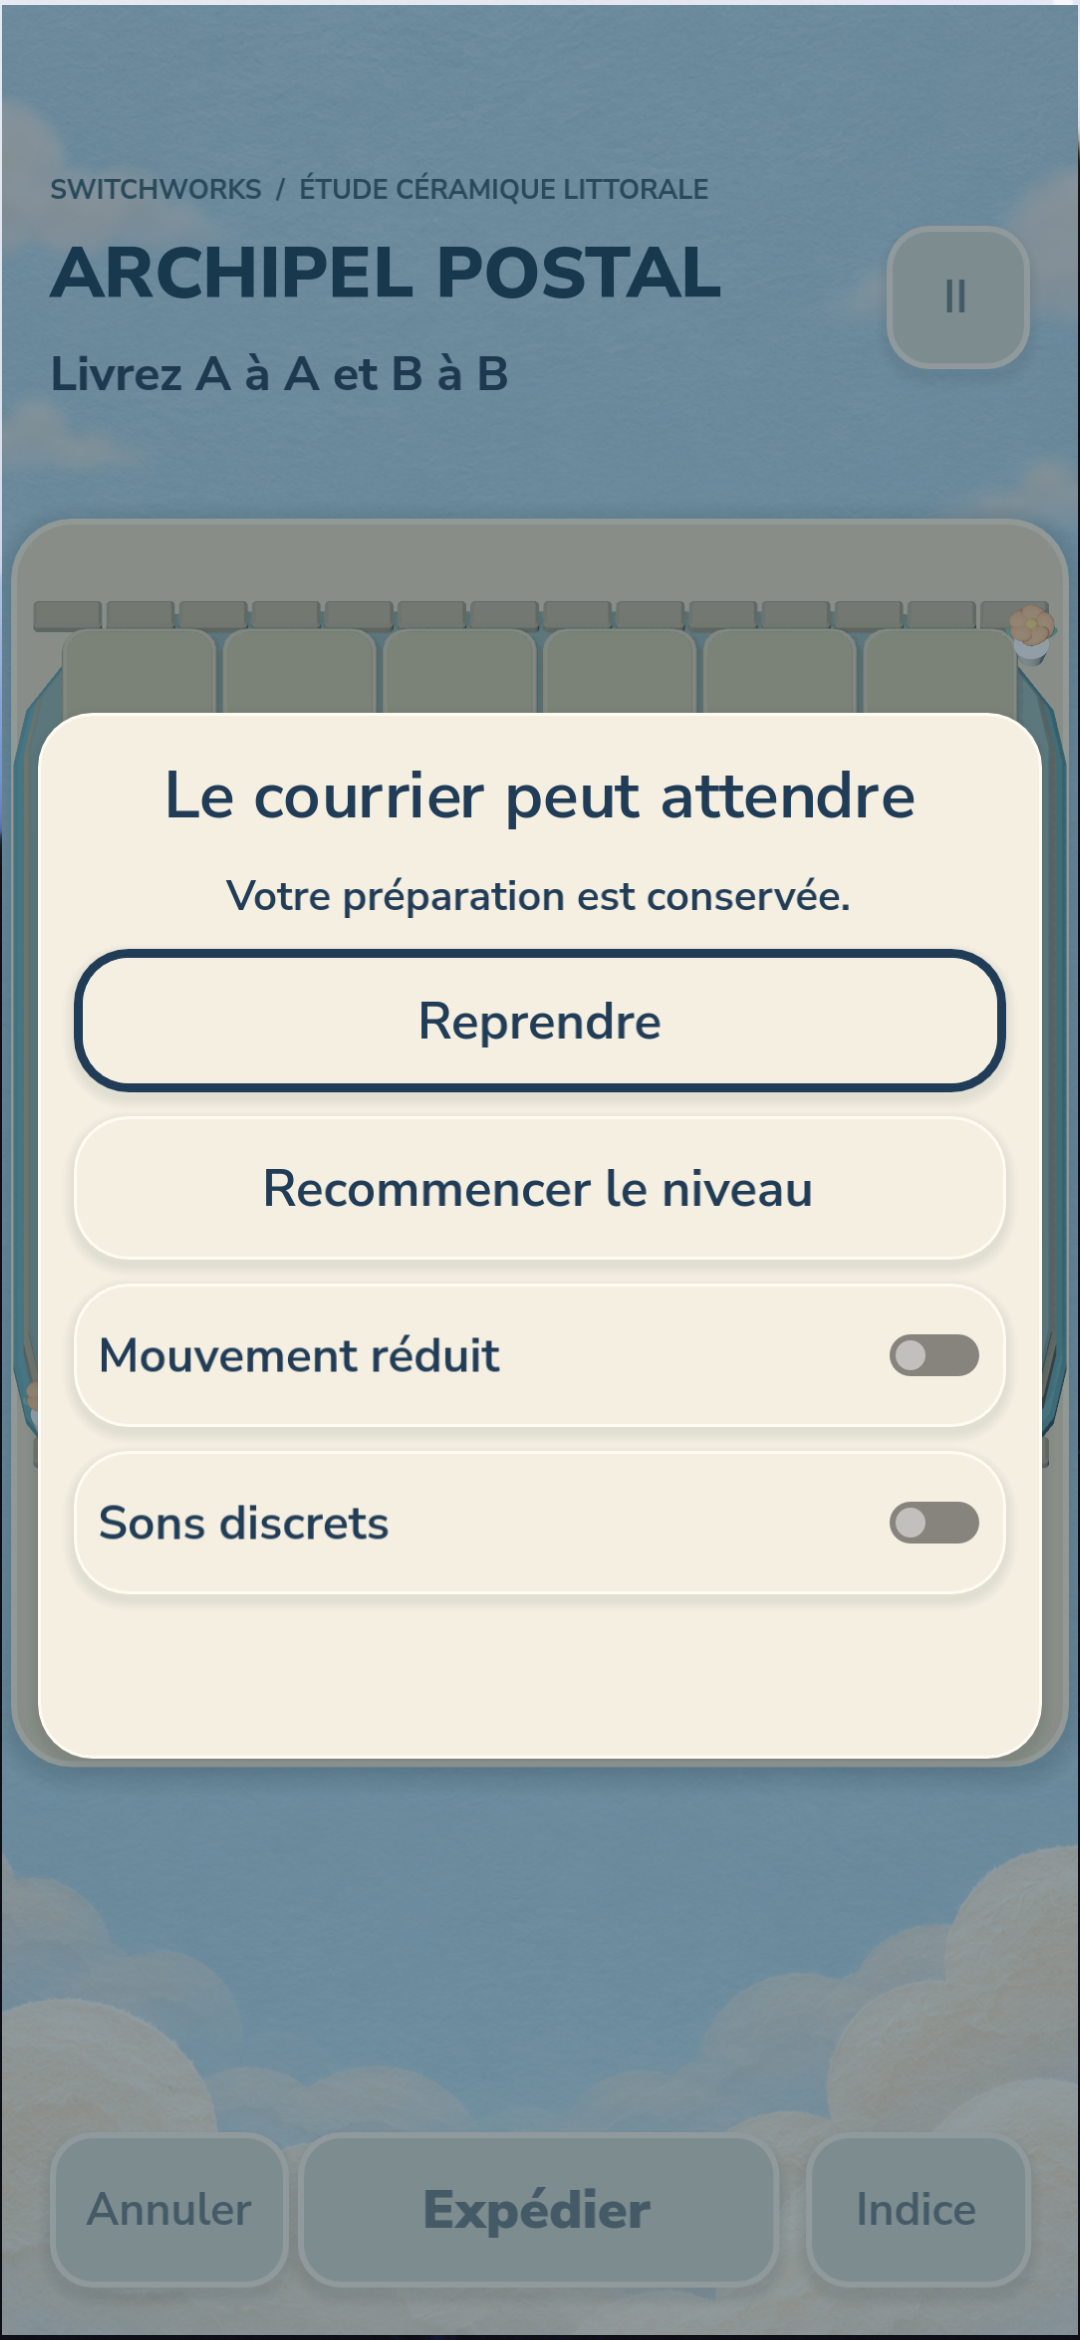 SWITCHWORKS / ÉTUDE CÉRAMIQUE LITTORALE
ARCHIPEL POSTAL
Livrez A à A et B à B
Le courrier peut attendre
Votre préparation est conservée.
Reprendre
Recommencer le niveau
Mouvement réduit
Sons discrets
Annuler
Expédier
Indice